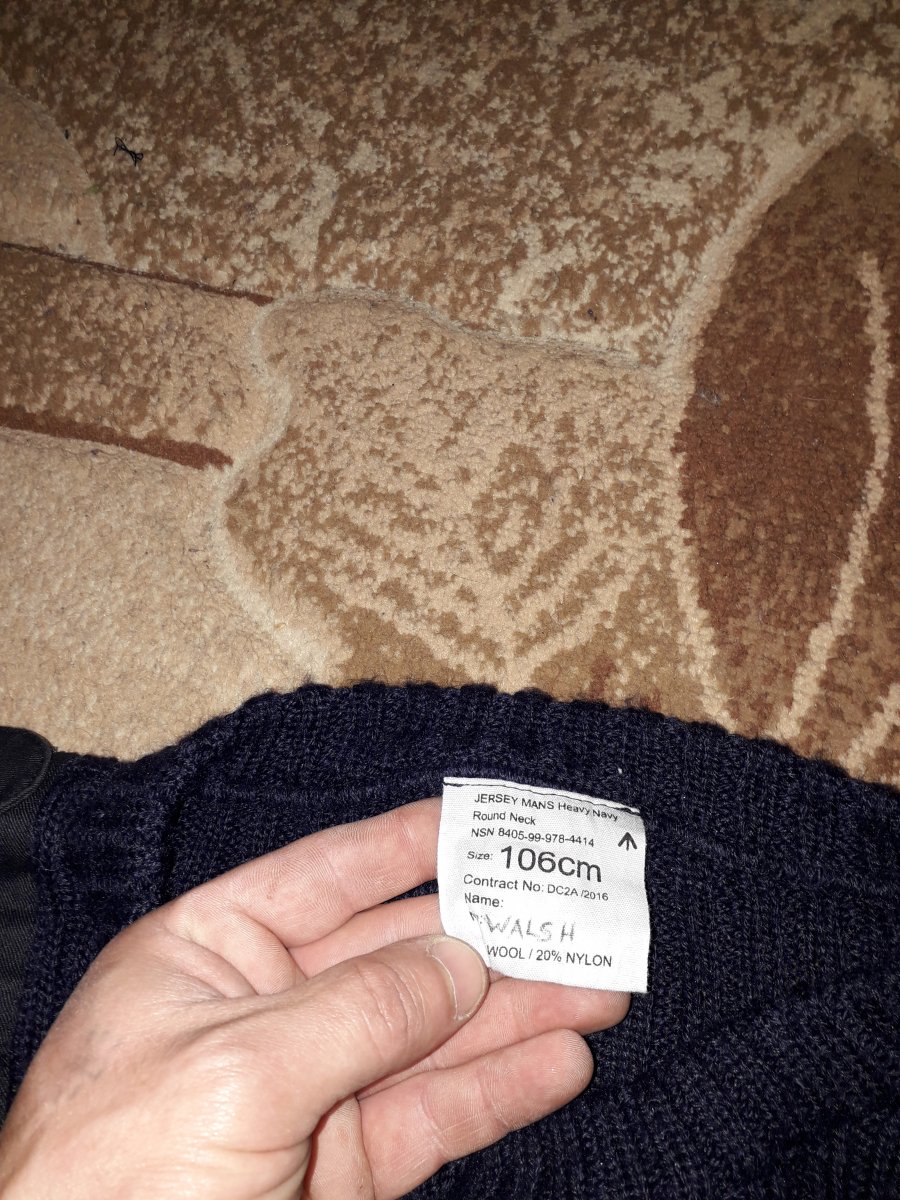 JERSEY MANS Heavy Navy
Round Neck
NSN 8405-99-978-4414
Size: 106cm
Contract No: DC2A /2016
Name:
WALSH
WOOL / 20% NYLON